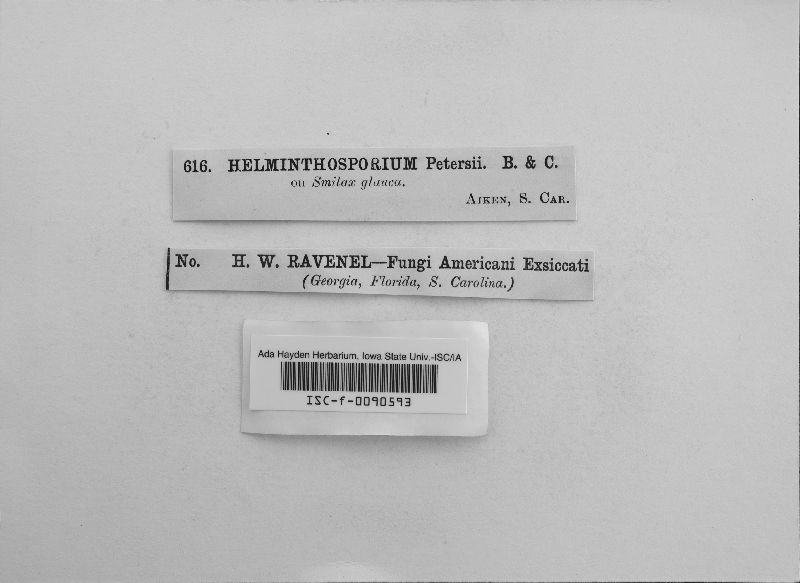 616. HELMINTHOSPORIUM Petersii. B. & C.
on Smilax glauca.
AIKEN, S. CAR.
No. H. W. RAVENEL—Fungi Americani Exsiccati
(Georgia, Florida, S. Carolina.)
Ada Hayden Herbarium. Iowa State Univ.-ISC/IA
ISC-f-0090593